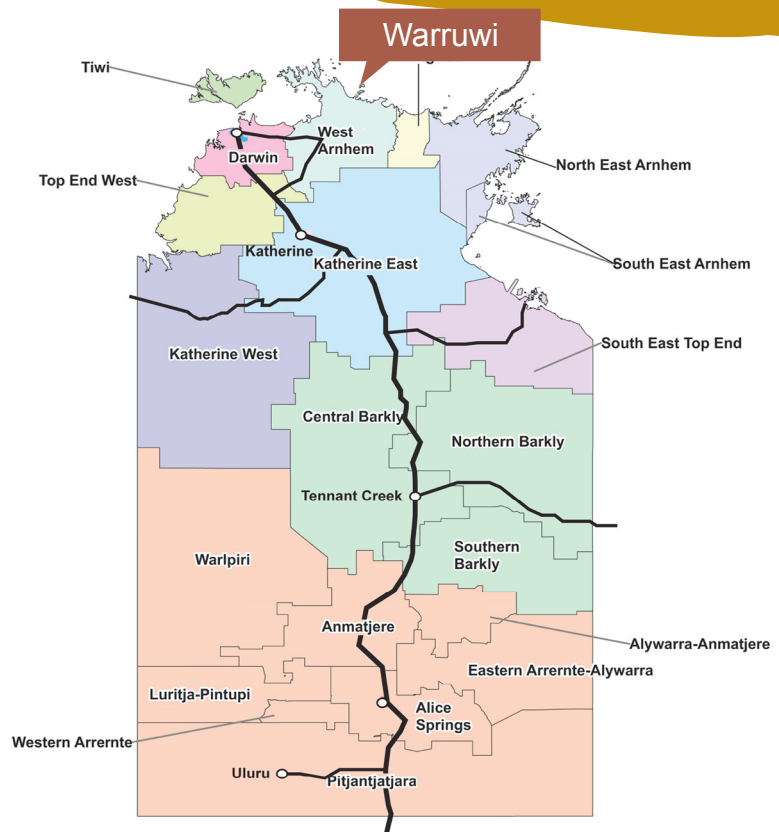 Warruwi
Tiwi
West
Arnhem
Darwin
North East Arnhem
Top End West
Katherine
Katherine East
South East Arnhem
Katherine West
South East Top End
Central Barkly
Northern Barkly
Tennant Creek
Southern
Barkly
Warlpiri
Anmatjere
Alywarra-Anmatjere
Eastern Arrernte-Alywarra
Luritja-Pintupi
Alice
Springs
Western Arrernte
Uluru
Pitjantjatjara